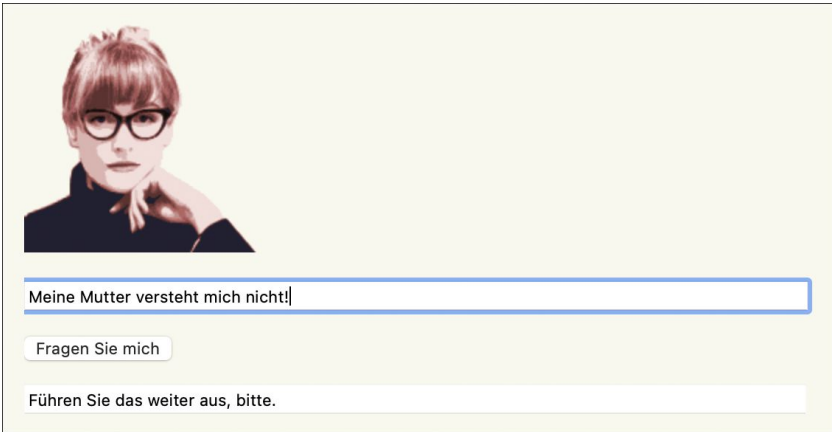 Meine Mutter versteht mich nicht!
Fragen Sie mich
Führen Sie das weiter aus, bitte.